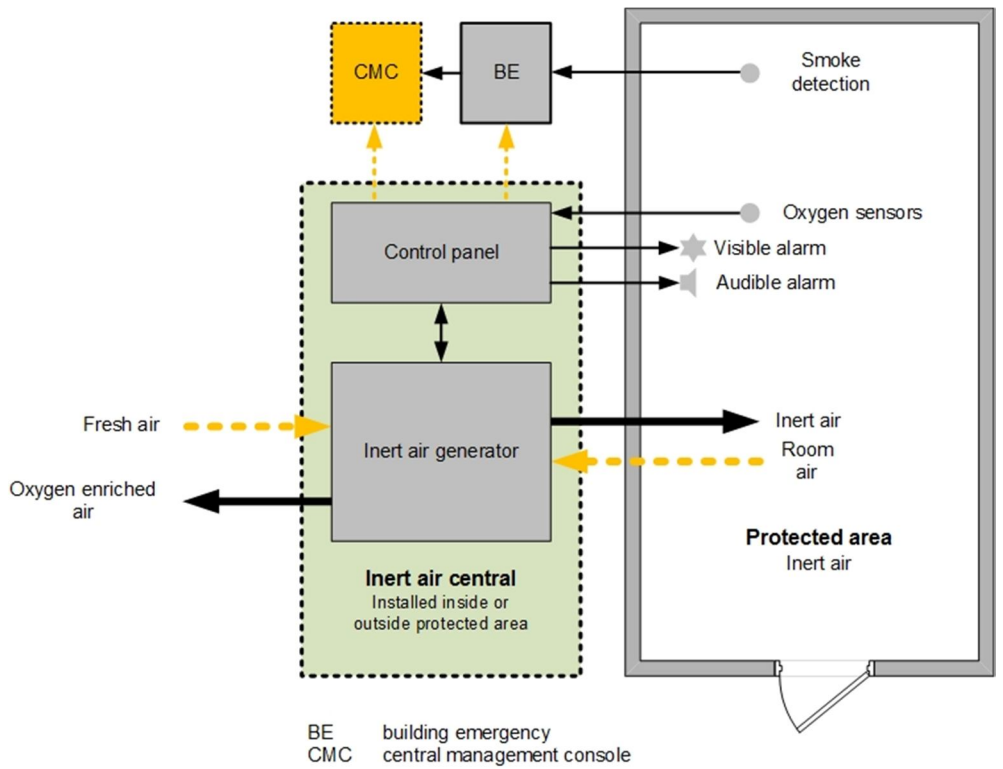 CMC
BE
Smoke
detection
Control panel
Oxygen sensors
Visible alarm
Audible alarm
Fresh air
Oxygen enriched
air
Inert air generator
Inert air
Room
air
Inert air central
Installed inside or
outside protected area
Protected area
Inert air
BE building emergency
CMC central management console